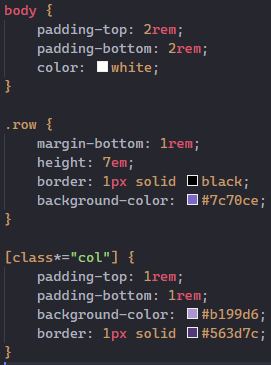 body {
    padding-top: 2rem;
    padding-bottom: 2rem;
    color: white;
}

.row {
    margin-bottom: 1rem;
    height: 7em;
    border: 1px solid black;
    background-color: #7c70ce;
}

[class*="col"] {
    padding-top: 1rem;
    padding-bottom: 1rem;
    background-color: #b199d6;
    border: 1px solid #563d7c;
}